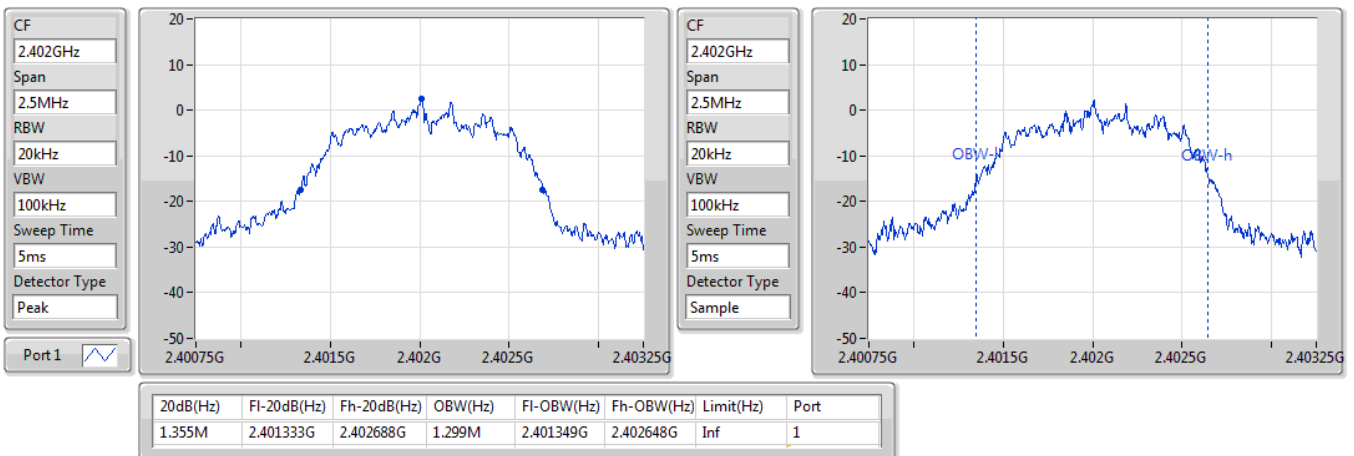 CF
2.402GHz
Span
2.5MHz
RBW
20kHz
VBW
100kHz
Sweep Time
5ms
Detector Type
Peak
Port 1
20
10
0
-10
-20
-30
-40
-50
2.40075G 2.4015G 2.402G 2.4025G 2.40325G
CF
2.402GHz
Span
2.5MHz
RBW
20kHz
VBW
100kHz
Sweep Time
5ms
Detector Type
Sample
20
10
0
-10
-20
-30
-40
-50
OBW-l OBW-h
2.40075G 2.4015G 2.402G 2.4025G 2.40325G
20dB(Hz) Fl-20dB(Hz) Fh-20dB(Hz) OBW(Hz) Fl-OBW(Hz) Fh-OBW(Hz) Limit(Hz) Port
1.355M 2.401333G 2.402688G 1.299M 2.401349G 2.402648G Inf 1